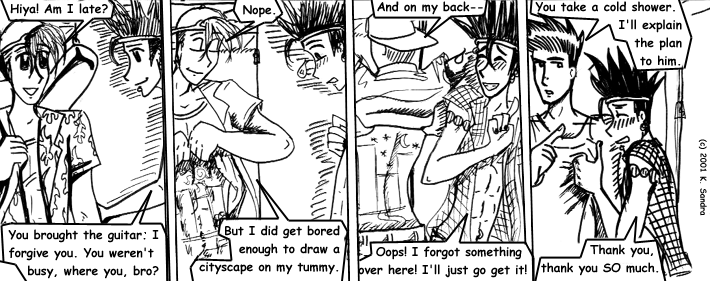 Hiya! Am I late?
You brought the guitar; I
forgive you. You weren't
busy, where you, bro?
Nope.
But I did get bored
enough to draw a
cityscape on my tummy.
And on my back--
Oops! I forgot something
over here! I'll just go get it!
You take a cold shower.
I'll explain
the plan
to him.
Thank you,
thank you SO much.
(c) 2001 K. Sandra